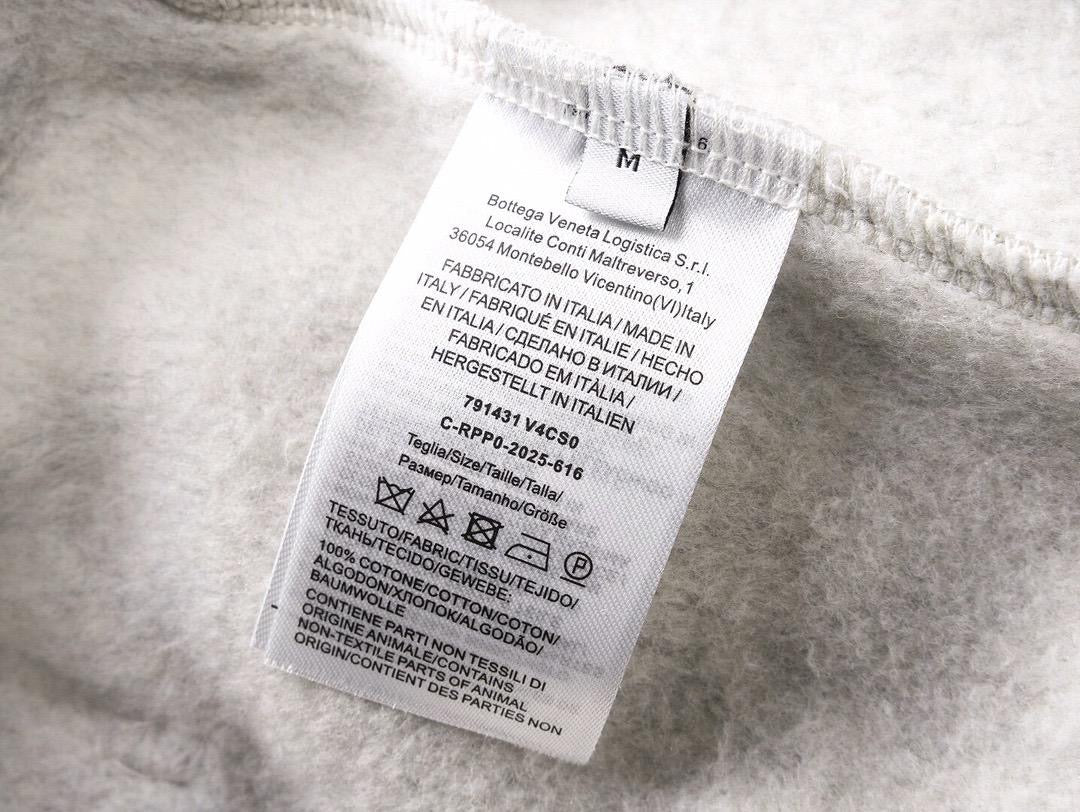 M
6
Bottega Veneta Logistica S.r.l.
Localite Conti Maltreverso,1
36054 Montebello Vicentino(VI)Italy
FABBRICATO IN ITALIA / MADE IN
ITALY / FABRIQUÉ EN ITALIE / HECHO
EN ITALIA / СДЕЛАНО В ИТАЛИИ /
FABRICADO EM ITÀLIA /
HERGESTELLT IN ITALIEN
791431 V4CS0
C-RPP0-2025-616
Teglia/Size/Taille/Talla/
Размер/Tamanho/Größe
P
TESSUTO/FABRIC/TISSU/TEJIDO/
ТКАНЬ/TECIDO/GEWEBE:
100% COTONE/COTTON/COTON/
ALGODON/ХЛОПОК/ALGODÃO/
BAUMWOLLE
CONTIENE PARTI NON TESSILI DI
ORIGINE ANIMALE/CONTAINS
NON-TEXTILE PARTS OF ANIMAL
ORIGIN/CONTIENT DES PARTIES NON